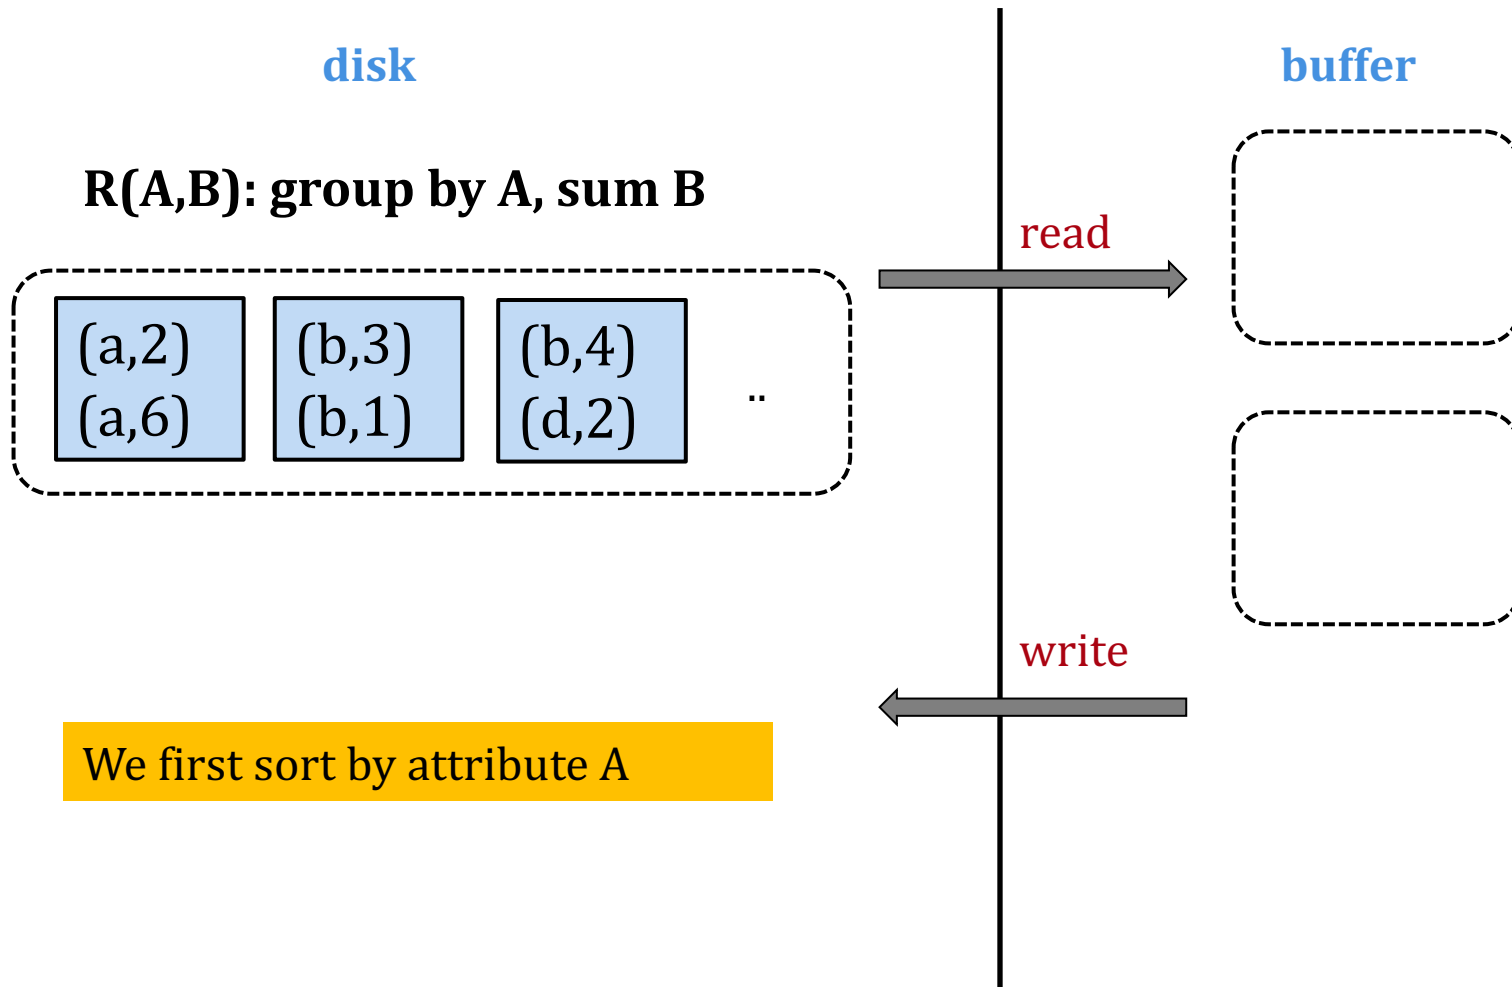 disk
buffer
R(A,B): group by A, sum B
read
(a,2)
(a,6)
(b,3)
(b,1)
(b,4)
(d,2)
..
write
We first sort by attribute A